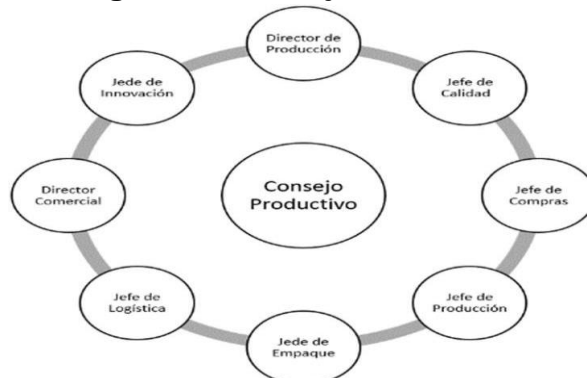 Director de
Producción
Jefe de
Calidad
Jefe de
Compras
Jefe de
Producción
Jede de
Empaque
Jefe de
Logística
Director
Comercial
Jede de
Innovación
Consejo
Productivo